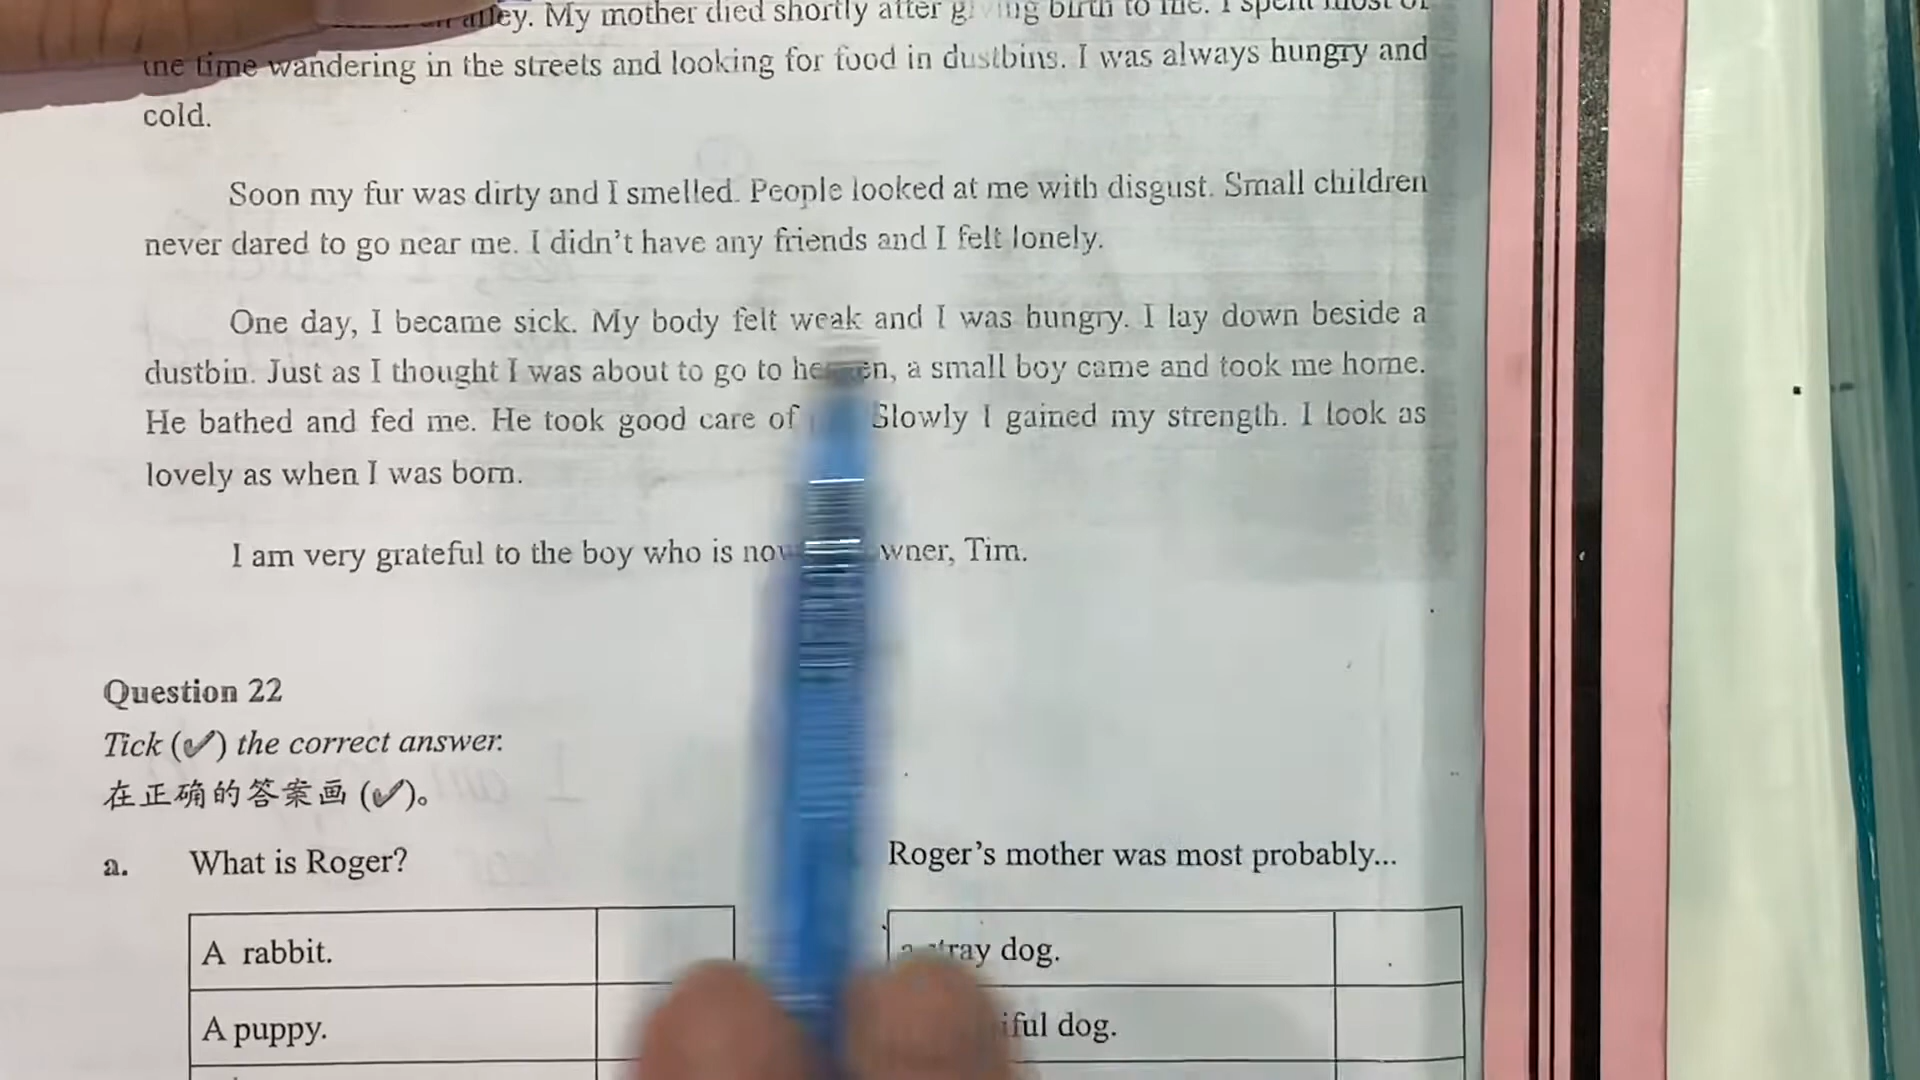 alley. My mother died shortly after giving birth to me. I spent most of
the time wandering in the streets and looking for food in dustbins. I was always hungry and
cold.
Soon my fur was dirty and I smelled. People looked at me with disgust. Small children
never dared to go near me. I didn't have any friends and I felt lonely.
One day, I became sick. My body felt weak and I was hungry. I lay down beside a
dustbin. Just as I thought I was about to go to heaven, a small boy came and took me home.
He bathed and fed me. He took good care of Slowly I gained my strength. I look as
lovely as when I was born.
I am very grateful to the boy who is now wner, Tim.
Question 22
Tick (✓) the correct answer.
在正确的答案画 (✓)。
a. What is Roger?
A rabbit.
A puppy.
Roger's mother was most probably...
a stray dog.
iful dog.